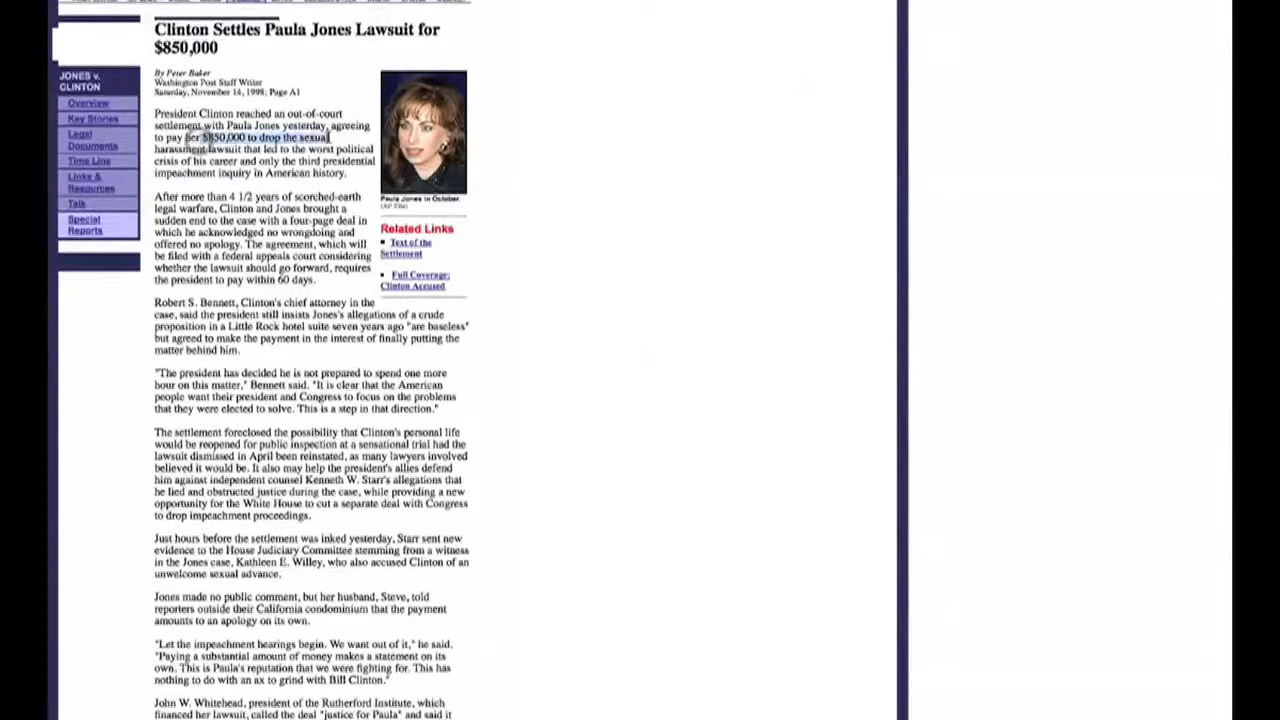 Clinton Settles Paula Jones Lawsuit for
$850,000
JONES v.
CLINTON
Overview
Key Stories
Legal
Documents
Time Line
Links &
Resources
Talk
Special
Reports
By Peter Baker
Washington Post Staff Writer
Saturday, November 14, 1998; Page A1
President Clinton reached an out-of-court
settlement with Paula Jones yesterday, agreeing
to pay her $850,000 to drop the sexual
harassment lawsuit that led to the worst political
crisis of his career and only the third presidential
impeachment inquiry in American history.
After more than 4 1/2 years of scorched-earth
legal warfare, Clinton and Jones brought a
sudden end to the case with a four-page deal in
which he acknowledged no wrongdoing and
offered no apology. The agreement, which will
be filed with a federal appeals court considering
whether the lawsuit should go forward, requires
the president to pay within 60 days.
Paula Jones in October.
(AP File)
Related Links
Text of the
Settlement
Full Coverage:
Clinton Accused
Robert S. Bennett, Clinton's chief attorney in the
case, said the president still insists Jones's allegations of a crude
proposition in a Little Rock hotel suite seven years ago "are baseless"
but agreed to make the payment in the interest of finally putting the
matter behind him.
"The president has decided he is not prepared to spend one more
hour on this matter," Bennett said. "It is clear that the American
people want their president and Congress to focus on the problems
that they were elected to solve. This is a step in that direction."
The settlement foreclosed the possibility that Clinton's personal life
would be reopened for public inspection at a sensational trial had the
lawsuit dismissed in April been reinstated, as many lawyers involved
believed it would be. It also may help the president's allies defend
him against independent counsel Kenneth W. Starr's allegations that
he lied and obstructed justice during the case, while providing a new
opportunity for the White House to cut a separate deal with Congress
to drop impeachment proceedings.
Just hours before the settlement was inked yesterday, Starr sent new
evidence to the House Judiciary Committee stemming from a witness
in the Jones case, Kathleen E. Willey, who also accused Clinton of an
unwelcome sexual advance.
Jones made no public comment, but her husband, Steve, told
reporters outside their California condominium that the payment
amounts to an apology on its own.
"Let the impeachment hearings begin. We want out of it," he said.
"Paying a substantial amount of money makes a statement on its
own. This is Paula's reputation that we were fighting for. This has
nothing to do with an ax to grind with Bill Clinton."
John W. Whitehead, president of the Rutherford Institute, which
financed her lawsuit, called the deal "justice for Paula" and said it